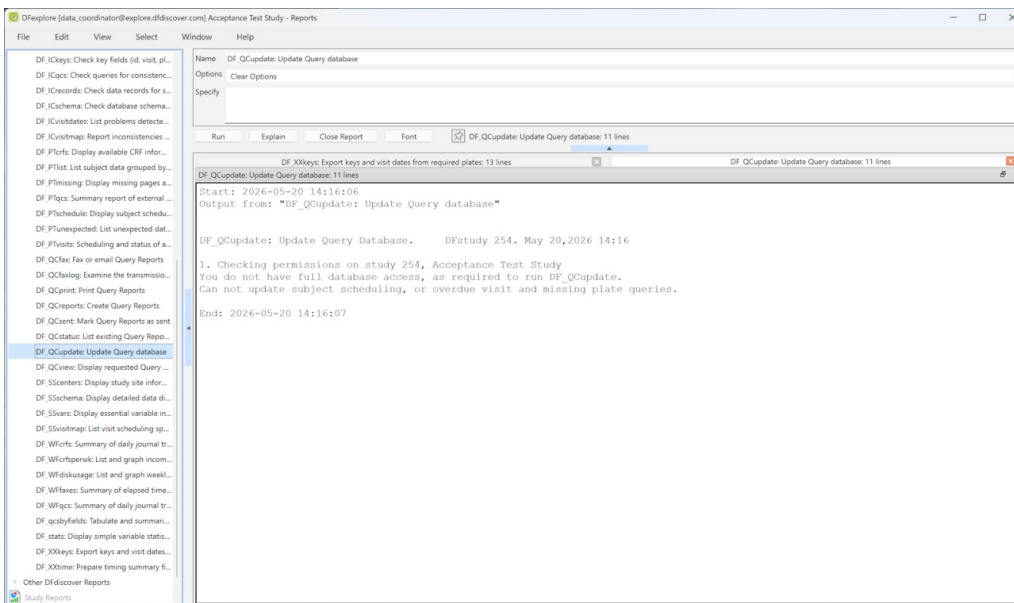 DFexplore [data_coordinator@explore.dfdiscover.com] Acceptance Test Study - Reports
File Edit View Select Window Help
DF_ICkeys: Check key fields (id, visit, pl...
DF_ICqcs: Check queries for consistenc...
DF_ICrecords: Check data records for s...
DF_ICschema: Check database schema...
DF_ICvisitdates: List problems detecte...
DF_ICvisitmap: Report inconsistencies ...
DF_PTcrfs: Display available CRF infor...
DF_PTlist: List subject data grouped by...
DF_PTmissing: Display missing pages a...
DF_PTqcs: Summary report of external ...
DF_PTschedule: Display subject schedu...
DF_PTunexpected: List unexpected dat...
DF_PTvisits: Scheduling and status of a...
DF_QCfax: Fax or email Query Reports
DF_QCfaxlog: Examine the transmissio...
DF_QCprint: Print Query Reports
DF_QCreports: Create Query Reports
DF_QCsent: Mark Query Reports as sent
DF_QCstatus: List existing Query Repo...
DF_QCupdate: Update Query database
DF_QCview: Display requested Query ...
DF_SScenters: Display study site infor...
DF_SSschema: Display detailed data di...
DF_SSvars: Display essential variable in...
DF_SSvisitmap: List visit scheduling sp...
DF_WFcrfs: Summary of daily journal tr...
DF_WFcrfsperwk: List and graph incom...
DF_WFdiskusage: List and graph weekl...
DF_WFfaxes: Summary of elapsed time...
DF_WFqcs: Summary of daily journal tr...
DF_qcsbyfields: Tabulate and summari...
DF_stats: Display simple variable statis...
DF_XXkeys: Export keys and visit dates...
DF_XXtime: Prepare timing summary fi...
Other DFdiscover Reports
Study Reports
Name DF_QCupdate: Update Query database
Options Clear Options
Specify
Run Explain Close Report Font DF_QCupdate: Update Query database: 11 lines
DF_XXkeys: Export keys and visit dates from required plates: 13 lines DF_QCupdate: Update Query database: 11 lines
DF_QCupdate: Update Query database: 11 lines
Start: 2026-05-20 14:16:06
Output from: "DF_QCupdate: Update Query database"
DF_QCupdate: Update Query Database. DFstudy 254. May 20,2026 14:16
1. Checking permissions on study 254, Acceptance Test Study
You do not have full database access, as required to run DF_QCupdate.
Can not update subject scheduling, or overdue visit and missing plate queries.
End: 2026-05-20 14:16:07